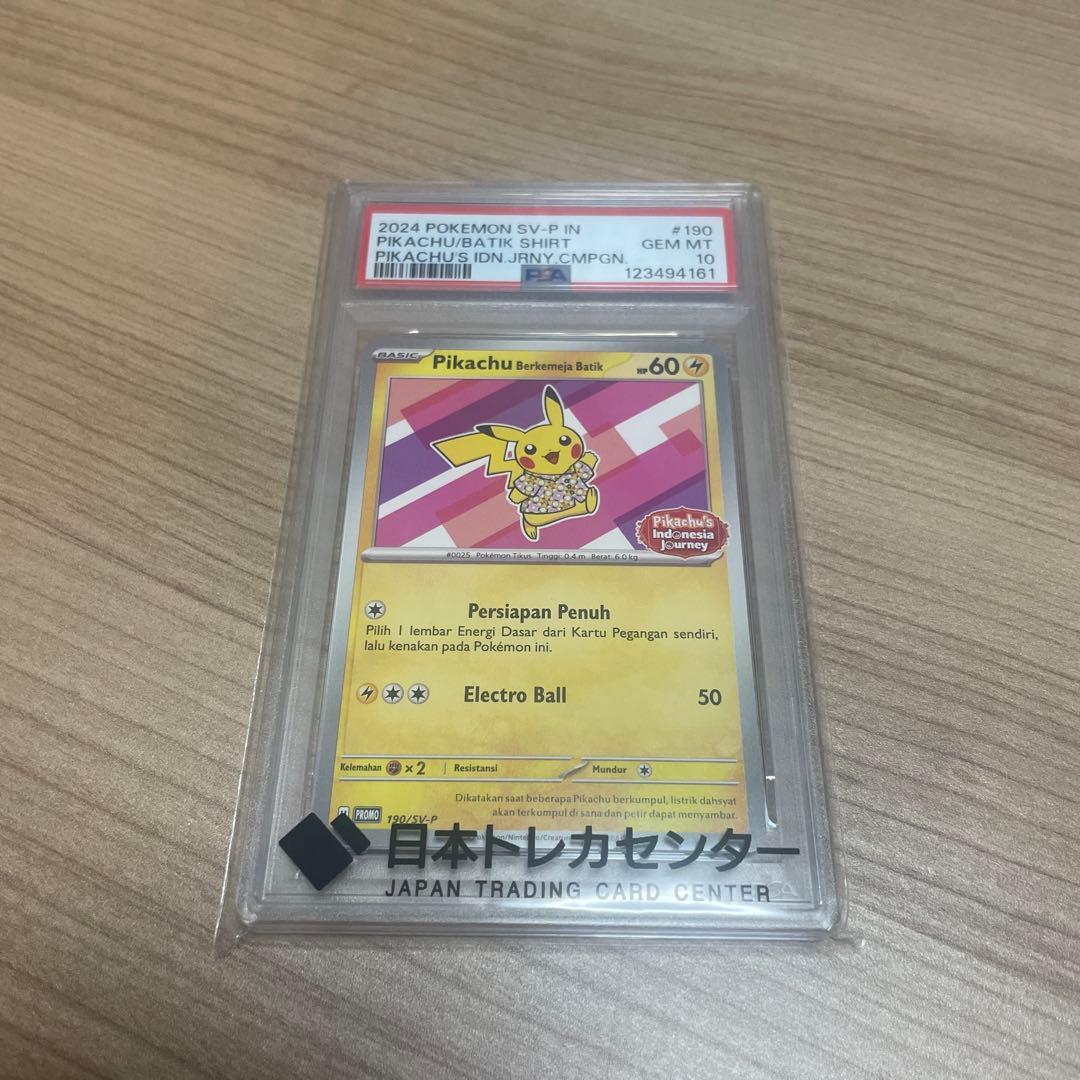 2024 POKEMON SV-P IN #190
PIKACHU/BATIK SHIRT GEM MT
PIKACHU'S IDN.JRNY.CMPGN. 10
PSA 123494161
BASIC Pikachu Berkemeja Batik HP 60
Pikachu's
Indonesia
Journey
#0025 Pokémon Tikus Tinggi: 0.4 m Berat: 6.0 kg
Persiapan Penuh
Pilih 1 lembar Energi Dasar dari Kartu Pegangan sendiri,
lalu kenakan pada Pokémon ini.
Electro Ball 50
Kelemahan ×2 Resistansi Mundur
Dikatakan saat beberapa Pikachu berkumpul, listrik dahsyat
akan terkumpul di sana dan petir dapat menyambar.
PROMO 190/SV-P
日本トレカセンター
JAPAN TRADING CARD CENTER